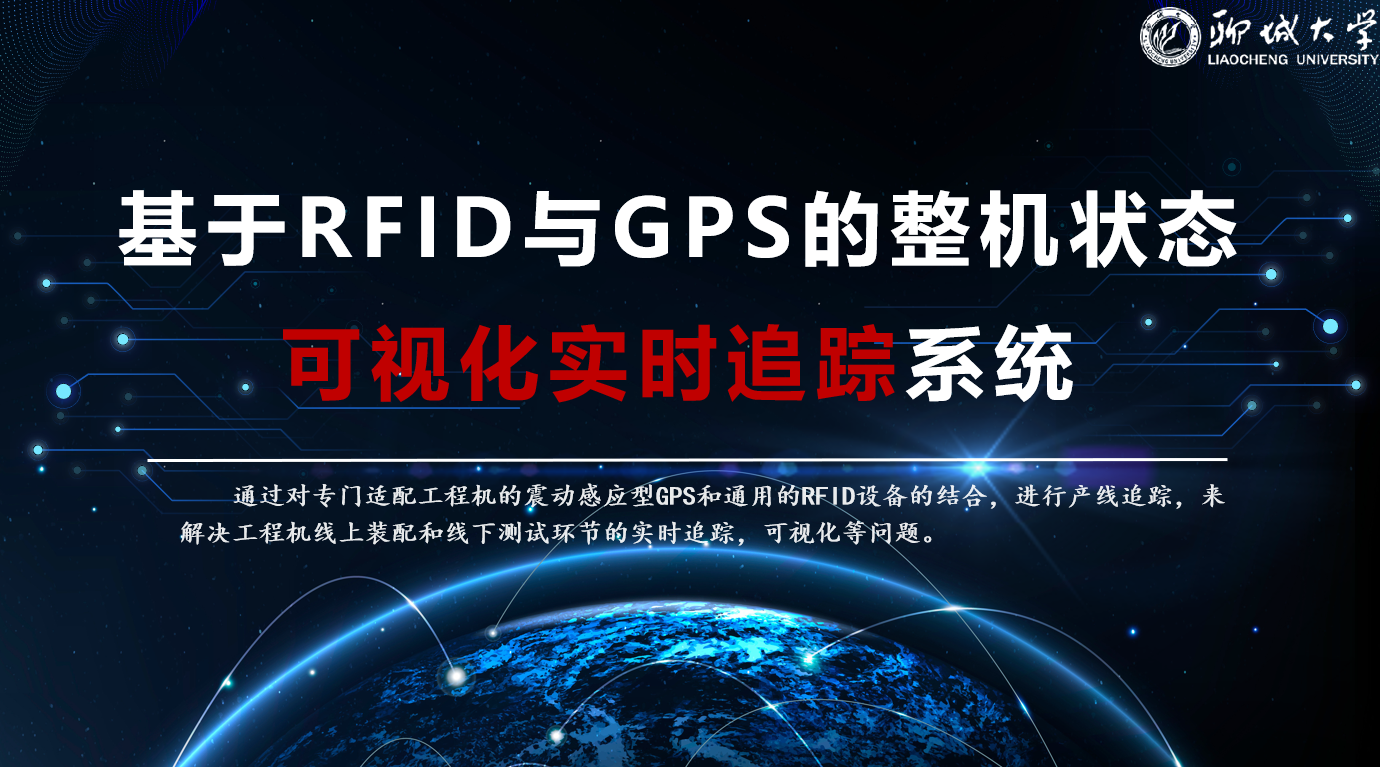 聊城大学
LIAOCHENG UNIVERSITY
基于RFID与GPS的整机状态
可视化实时追踪系统
通过对专门适配工程机的震动感应型GPS和通用的RFID设备的结合，进行产线追踪，来
解决工程机线上装配和线下测试环节的实时追踪，可视化等问题。